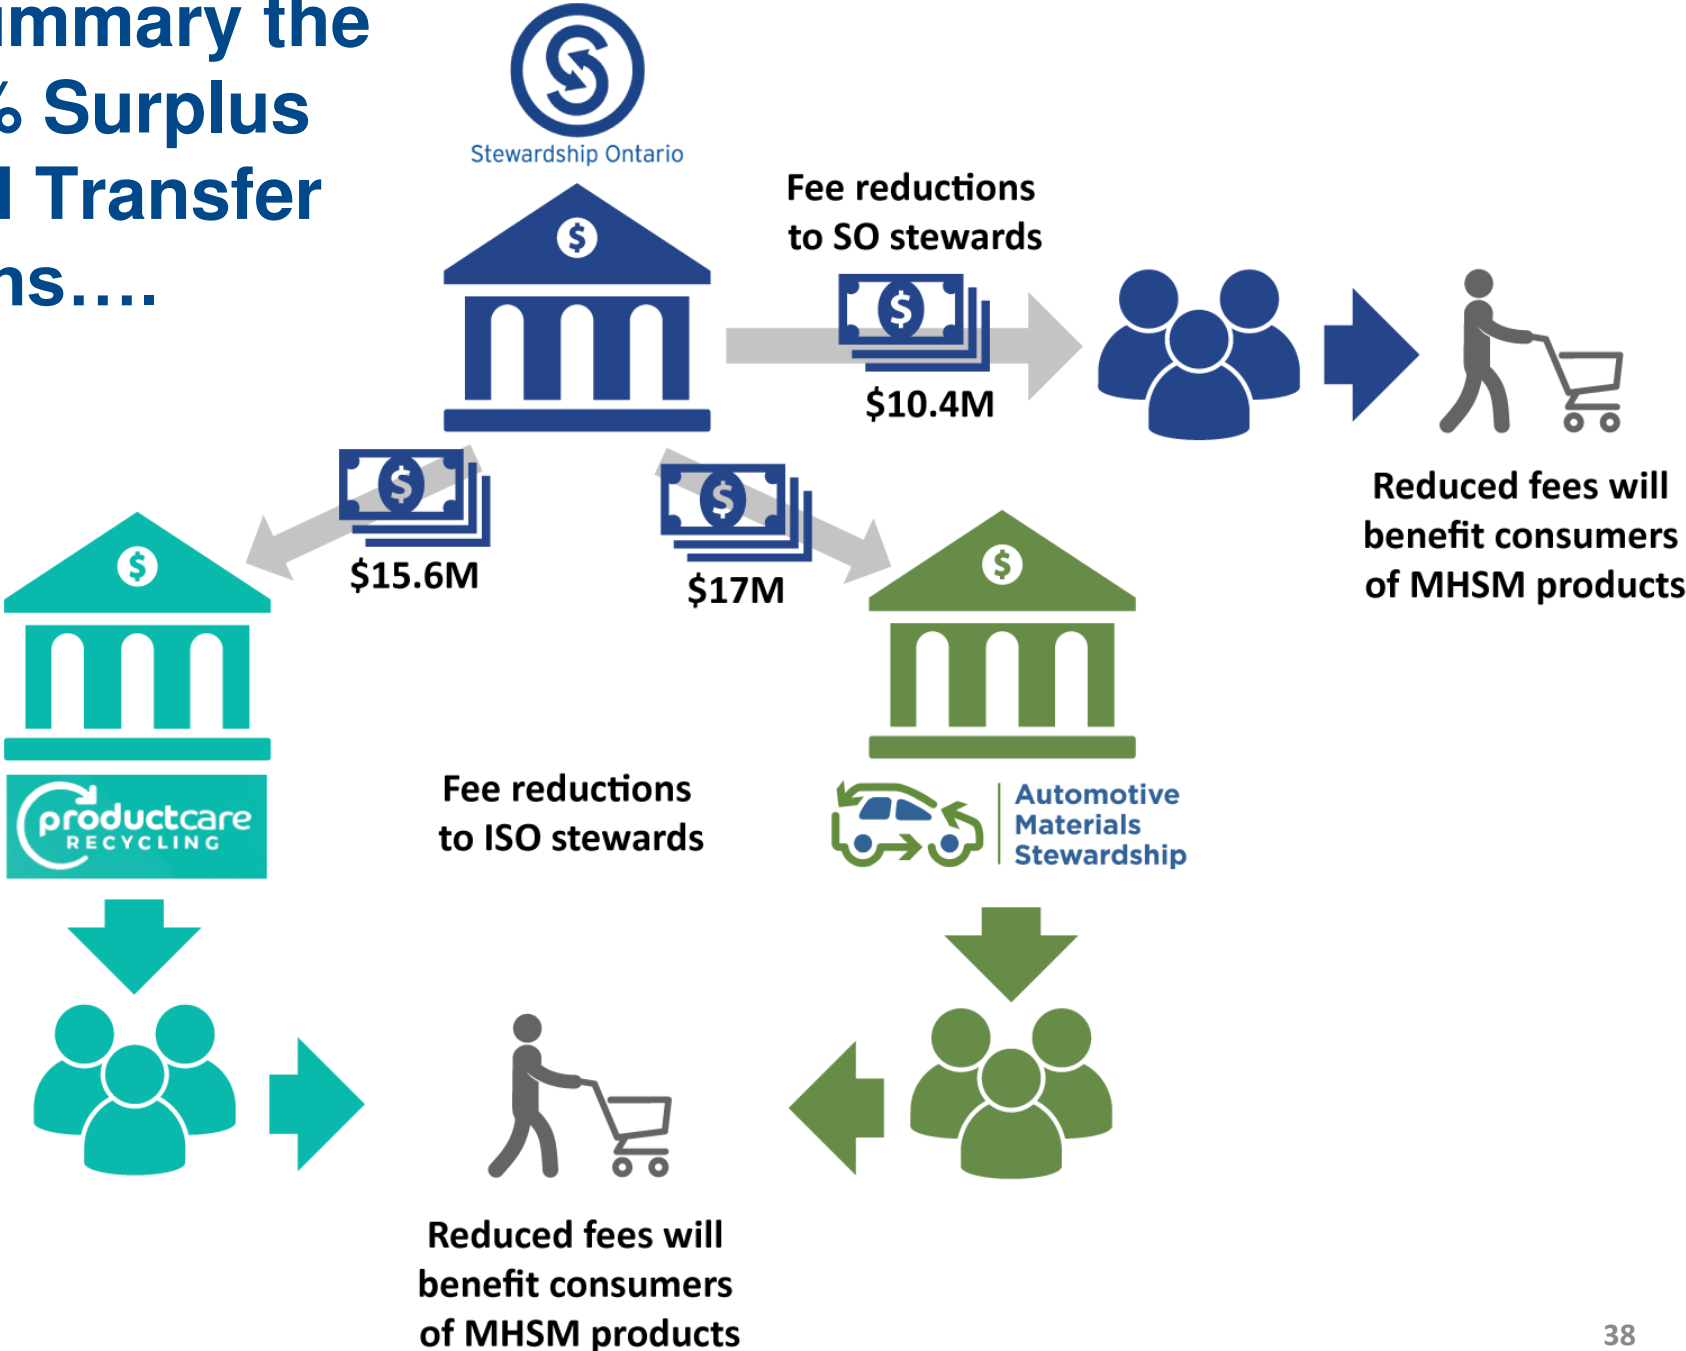 ummary the
% Surplus
Transfer
ns….
Stewardship Ontario
Fee reductions
to SO stewards
$
$
$10.4M
$
$
$15.6M
$17M
$
$
Reduced fees will
benefit consumers
of MHSM products
productcare
RECYCLING
Fee reductions
to ISO stewards
Automotive
Materials
Stewardship
Reduced fees will
benefit consumers
of MHSM products
38